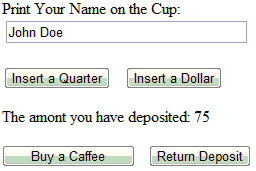 Print Your Name on the Cup:
John Doe
Insert a Quarter Insert a Dollar
The amont you have deposited: 75
Buy a Caffee Return Deposit